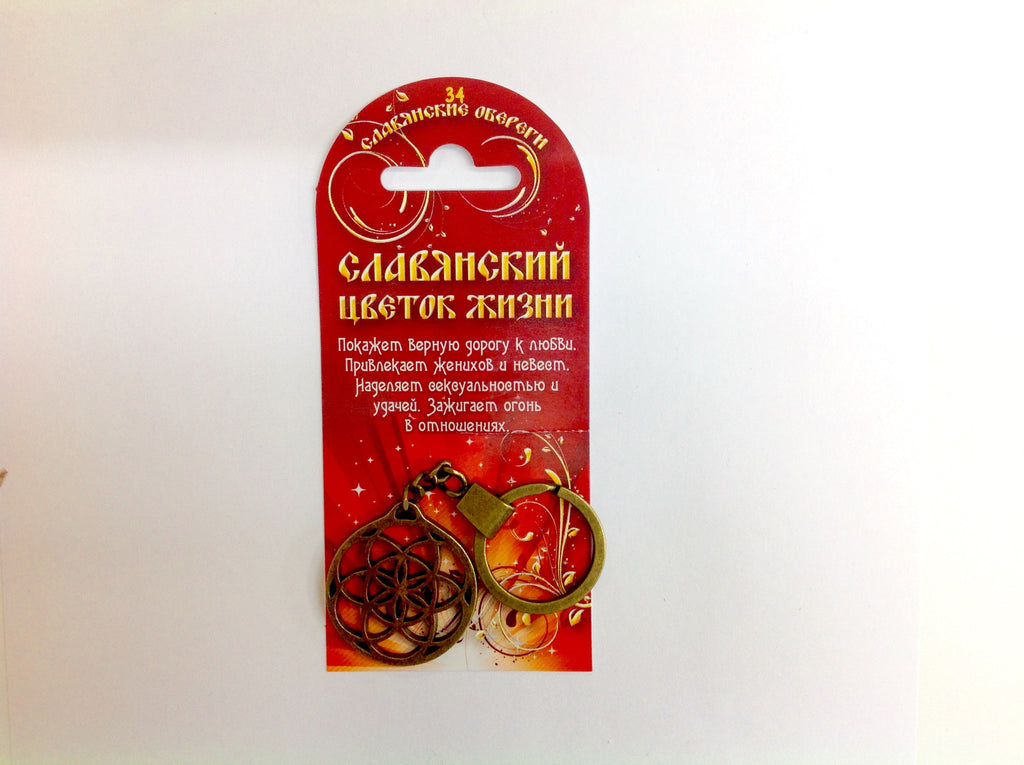 34
СЛАВЯНСКИЕ ОБЕРЕГИ
СЛАВЯНСКИЙ
ЦВЕТОК ЖИЗНИ
Покажет верную дорогу к любви.
Привлекает женихов и невест.
Наделяет сексуальностью и
удачей. Зажигает огонь
в отношениях.